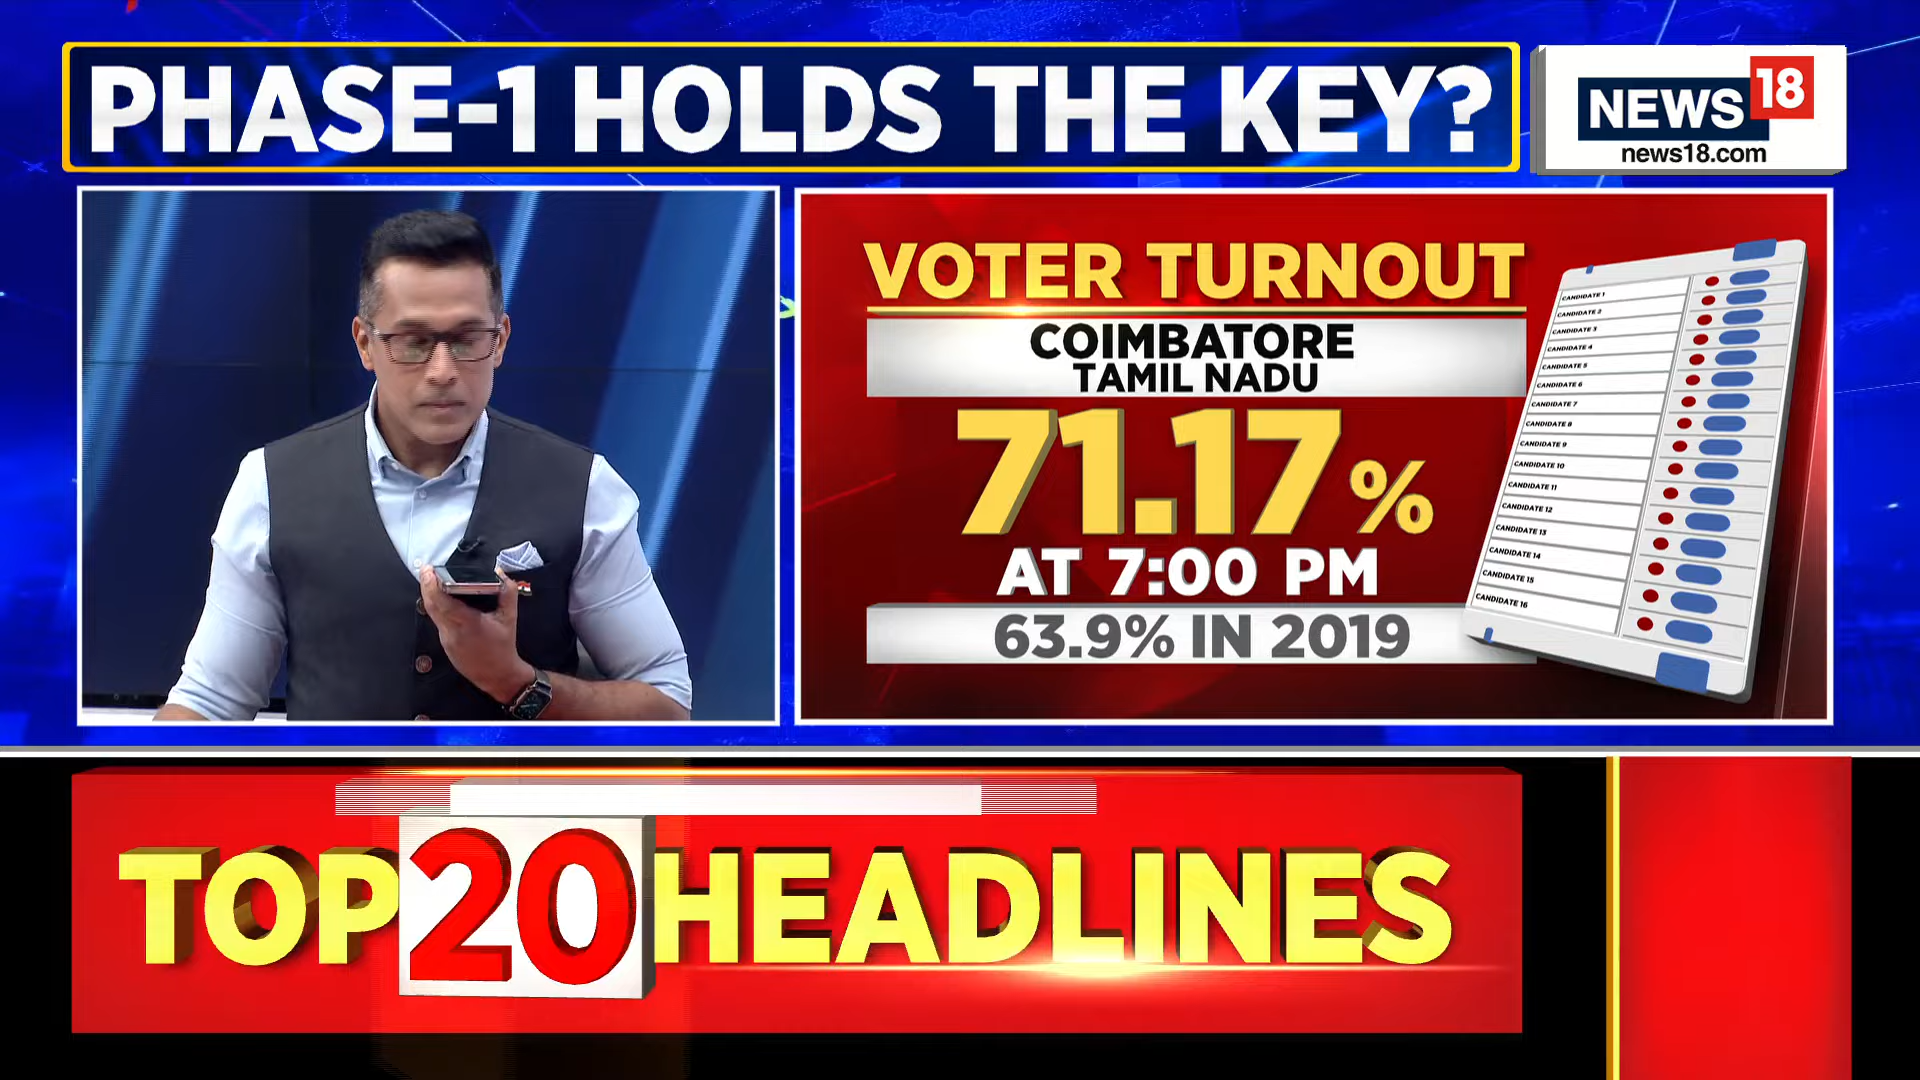 PHASE-1 HOLDS THE KEY?
NEWS 18
news18.com
VOTER TURNOUT
COIMBATORE
TAMIL NADU
71.17%
AT 7:00 PM
63.9% IN 2019
CANDIDATE 1
CANDIDATE 2
CANDIDATE 3
CANDIDATE 4
CANDIDATE 5
CANDIDATE 6
CANDIDATE 7
CANDIDATE 8
CANDIDATE 9
CANDIDATE 10
CANDIDATE 11
CANDIDATE 12
CANDIDATE 13
CANDIDATE 14
CANDIDATE 15
CANDIDATE 16
TOP 20 HEADLINES